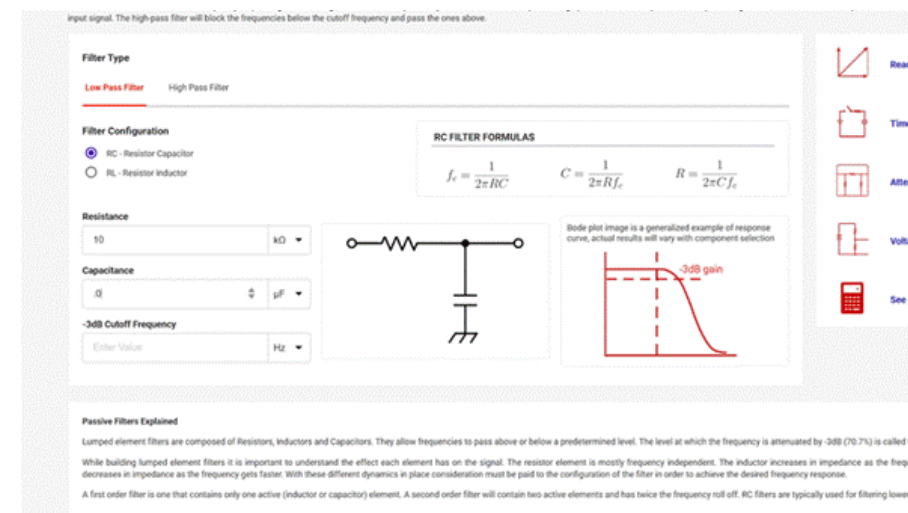 input signal. The high-pass filter will block the frequencies below the cutoff frequency and pass the ones above.
Filter Type
Low Pass Filter High Pass Filter
Filter Configuration
RC - Resistor Capacitor
RL - Resistor Inductor
RC FILTER FORMULAS
f_c = 1/(2πRC) C = 1/(2πRf_c) R = 1/(2πCf_c)
Resistance
10 kΩ
Capacitance
.0 µF
-3dB Cutoff Frequency
Enter Value Hz
Bode plot image is a generalized example of response
curve, actual results will vary with component selection
-3dB gain
Reac
Time
Atte
Volta
See
Passive Filters Explained
Lumped element filters are composed of Resistors, Inductors and Capacitors. They allow frequencies to pass above or below a predetermined level. The level at which the frequency is attenuated by -3dB (70.7%) is called
While building lumped element filters it is important to understand the effect each element has on the signal. The resistor element is mostly frequency independent. The inductor increases in impedance as the freq
decreases in impedance as the frequency gets faster. With these different dynamics in place consideration must be paid to the configuration of the filter in order to achieve the desired frequency response.
A first order filter is one that contains only one active (inductor or capacitor) element. A second order filter will contain two active elements and has twice the frequency roll off. RC filters are typically used for filtering lower